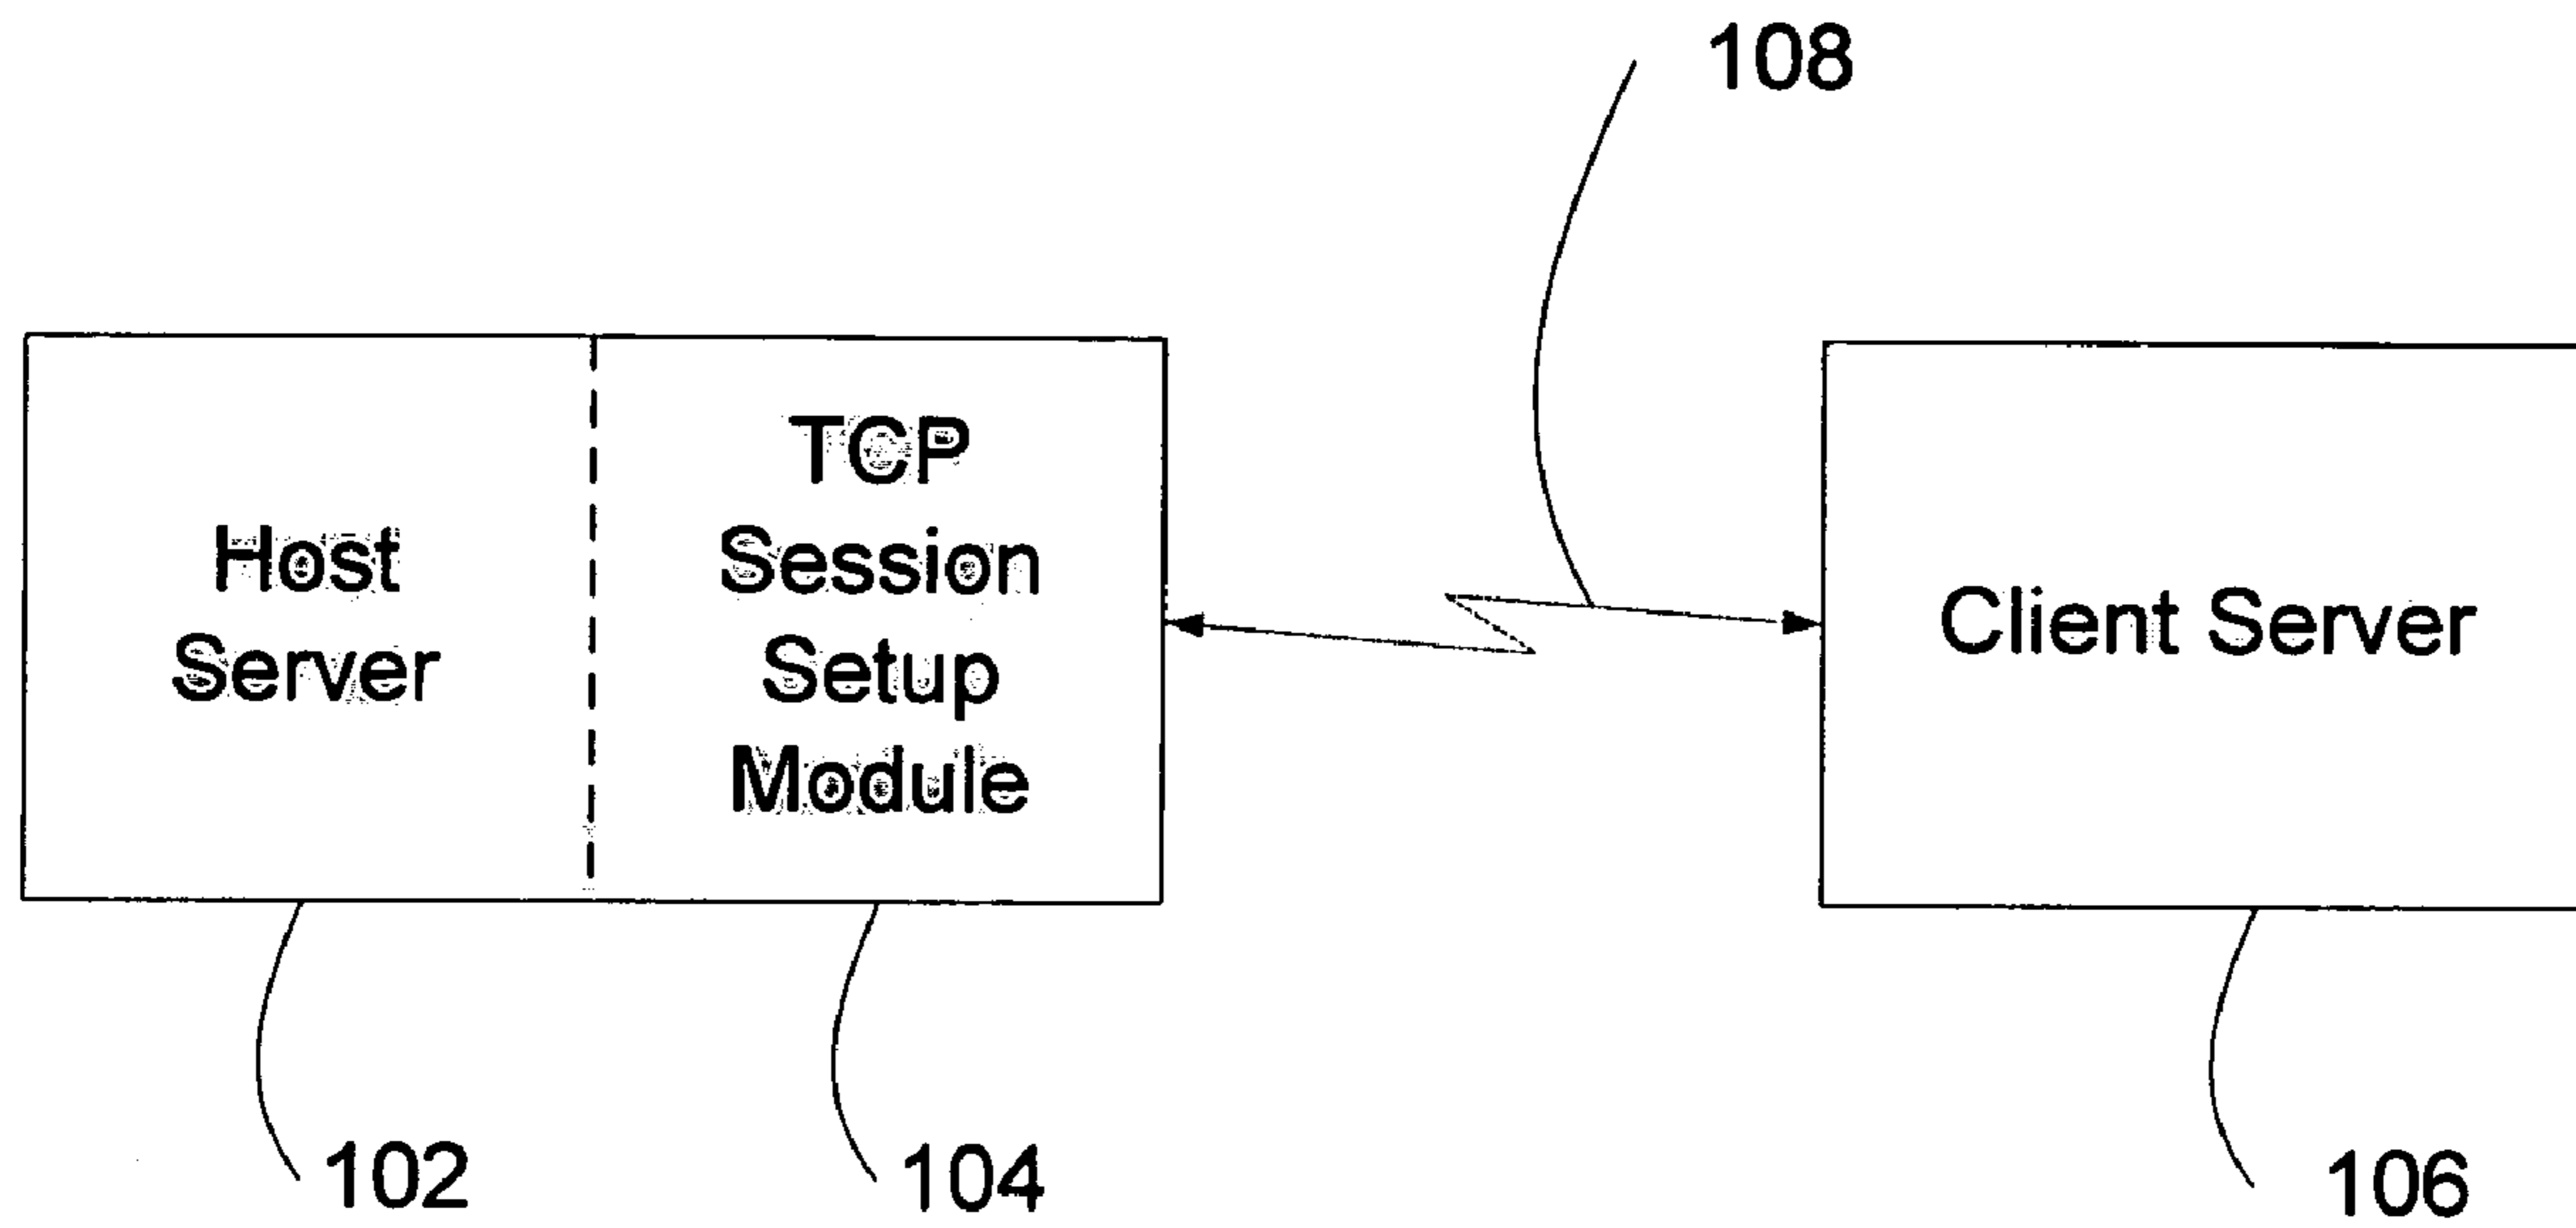 108
Host
Server
TCP
Session
Setup
Module
Client Server
102
104
106